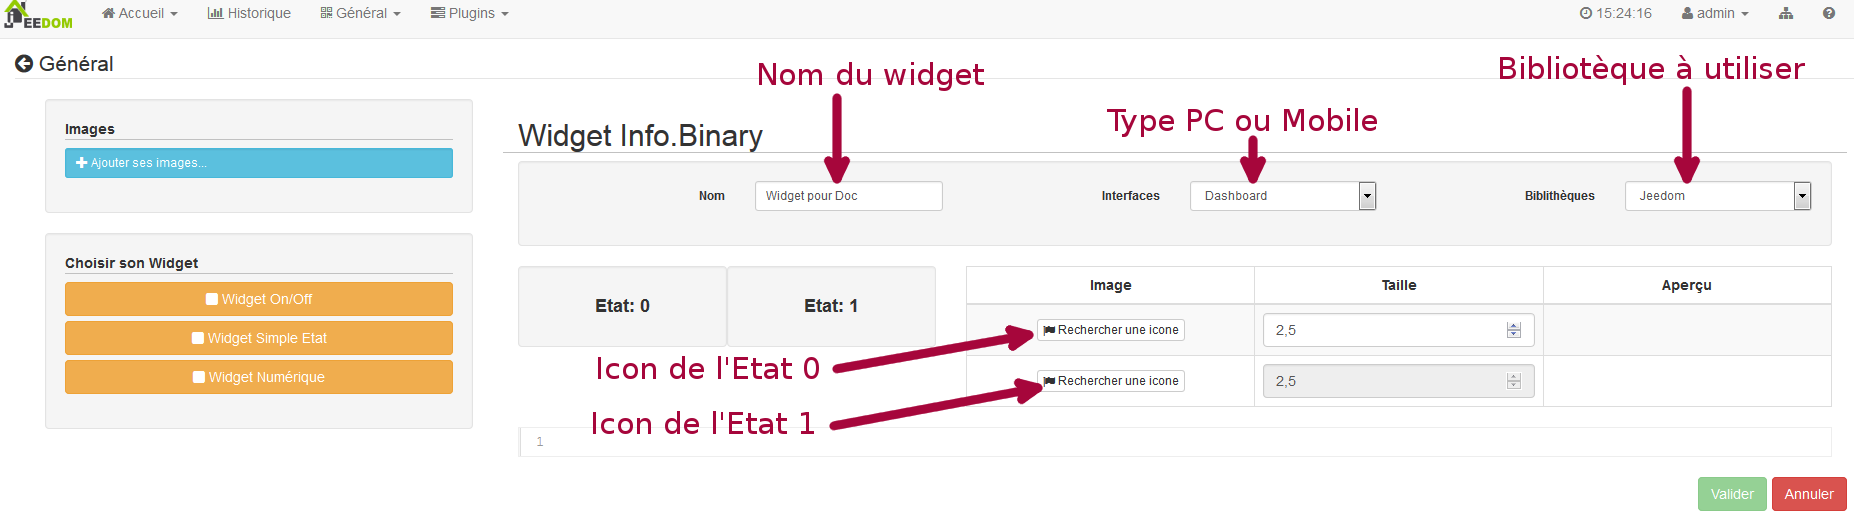 JEEDOM Accueil Historique Général Plugins 15:24:16 admin
Général
Nom du widget
Bibliotèque à utiliser
Type PC ou Mobile
Images
Ajouter ses images...
Widget Info.Binary
Nom Widget pour Doc Interfaces Dashboard Biblithèques Jeedom
Choisir son Widget
Widget On/Off
Widget Simple Etat
Widget Numérique
Etat: 0 Etat: 1
Image Taille Aperçu
Rechercher une icone 2,5
Icon de l'Etat 0
Rechercher une icone 2,5
Icon de l'Etat 1
1
Valider Annuler